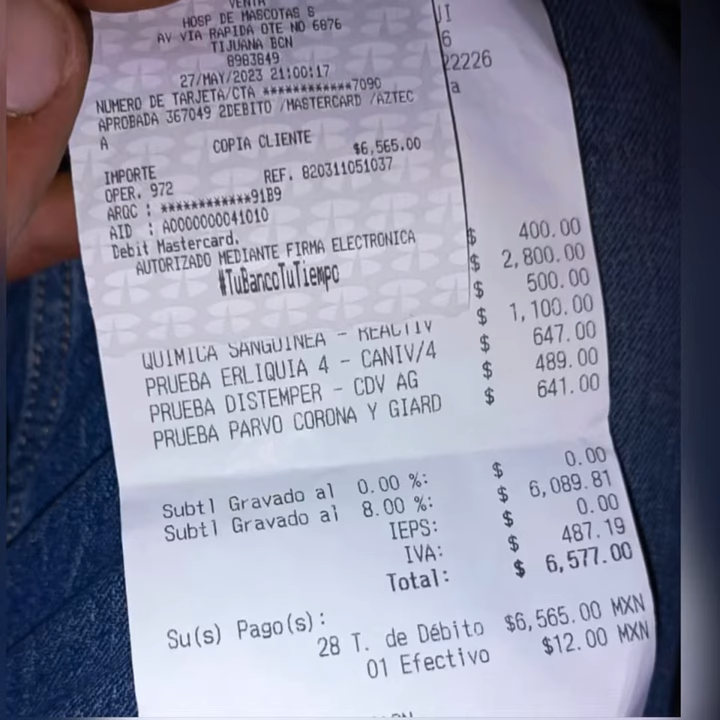 VENTA
HOSP DE MASCOTAS S
AV VIA RAPIDA OTE NO 6876
TIJUANA BCN
8983849
27/MAY/2023 21:00:17
NUMERO DE TARJETA/CTA ************7090
APROBADA 367049 2DEBITO /MASTERCARD /AZTEC
A
COPIA CLIENTE
IMPORTE $6,565.00
OPER. 972 REF. 820311051037
ARQC : ************91B9
AID : A0000000041010
Debit Mastercard.
AUTORIZADO MEDIANTE FIRMA ELECTRONICA
#TuBancoTuTiempo
UI
6
22226
a
$ 400.00
$ 2,800.00
$ 500.00
$ 1,100.00
QUIMICA SANGUINEA - REACTIV $ 647.00
PRUEBA ERLIQUIA 4 - CANIV/4 $ 489.00
PRUEBA DISTEMPER - CDV AG $ 641.00
PRUEBA PARVO CORONA Y GIARD
Subtl Gravado al 0.00 %: $ 0.00
Subtl Gravado al 8.00 %: $ 6,089.81
IEPS: $ 0.00
IVA: $ 487.19
Total: $ 6,577.00
Su(s) Pago(s):
28 T. de Débito $6,565.00 MXN
01 Efectivo $12.00 MXN